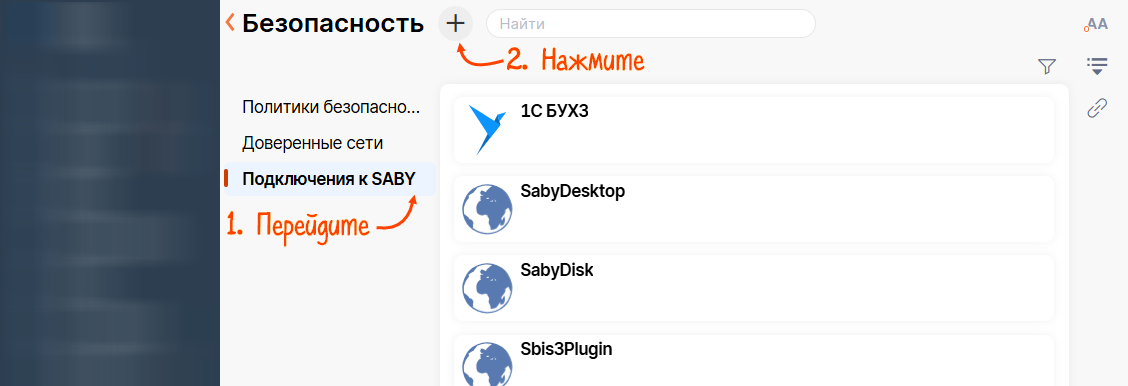 Безопасность
Найти
AA
2. Нажмите
Политики безопасно...
Доверенные сети
Подключения к SABY
1. Перейдите
1С БУХ3
SabyDesktop
SabyDisk
Sbis3Plugin